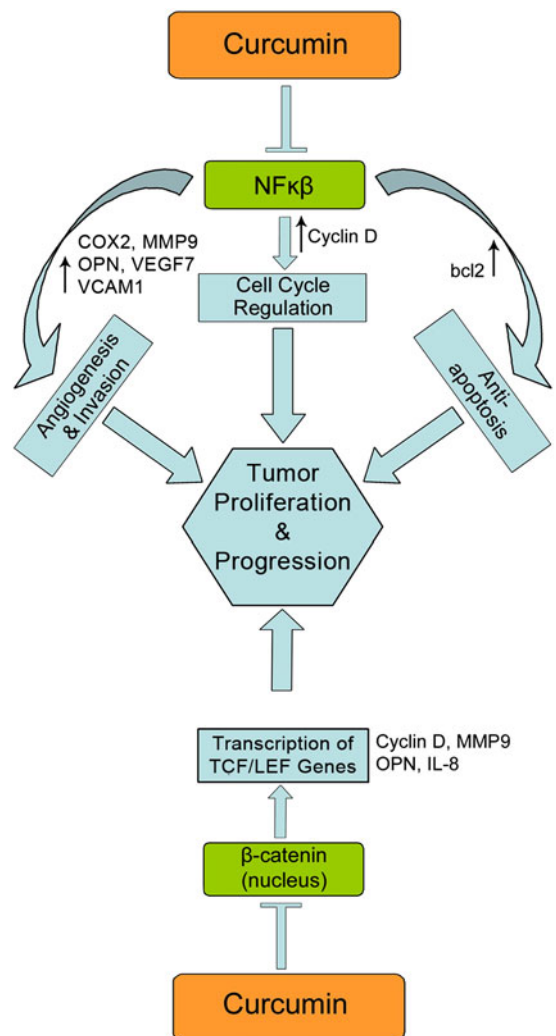 Curcumin
NFκβ
Cyclin D
COX2, MMP9
OPN, VEGF7
VCAM1
bcl2
Cell Cycle
Regulation
Angiogenesis
& Invasion
Anti-
apoptosis
Tumor
Proliferation
&
Progression
Transcription of
TCF/LEF Genes
Cyclin D, MMP9
OPN, IL-8
β-catenin
(nucleus)
Curcumin